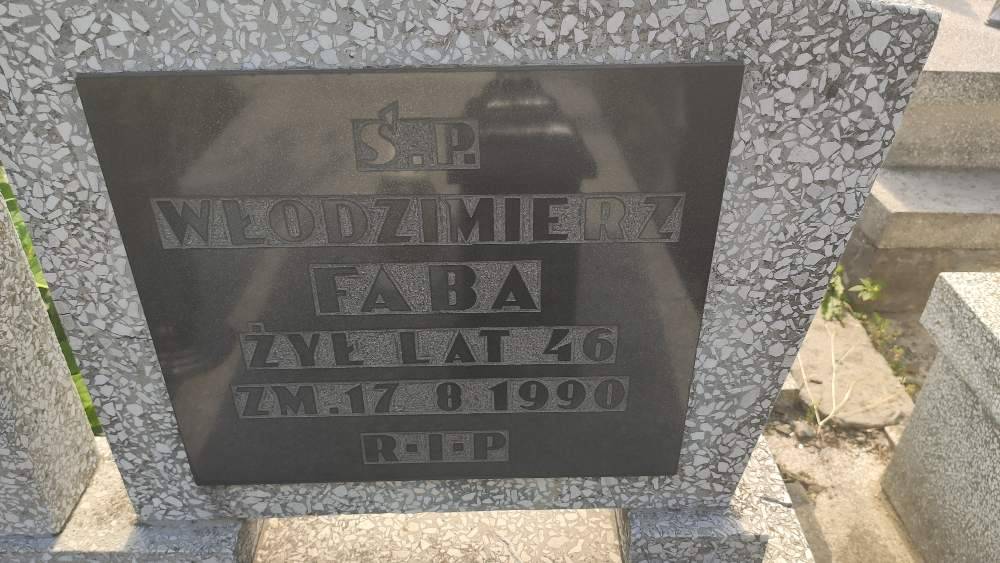 Ś.P.
WŁODZIMIERZ
FABA
ŻYŁ LAT 46
ZM. 17 8 1990
R-I-P